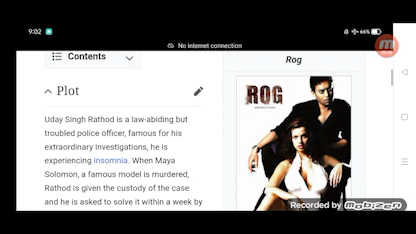 9:02
66%
No internet connection
Contents
Rog
Plot
ROG
Uday Singh Rathod is a law-abiding but
troubled police officer, famous for his
extraordinary investigations, he is
experiencing insomnia. When Maya
Solomon, a famous model is murdered,
Rathod is given the custody of the case
and he is asked to solve it within a week by
Recorded by mobizen